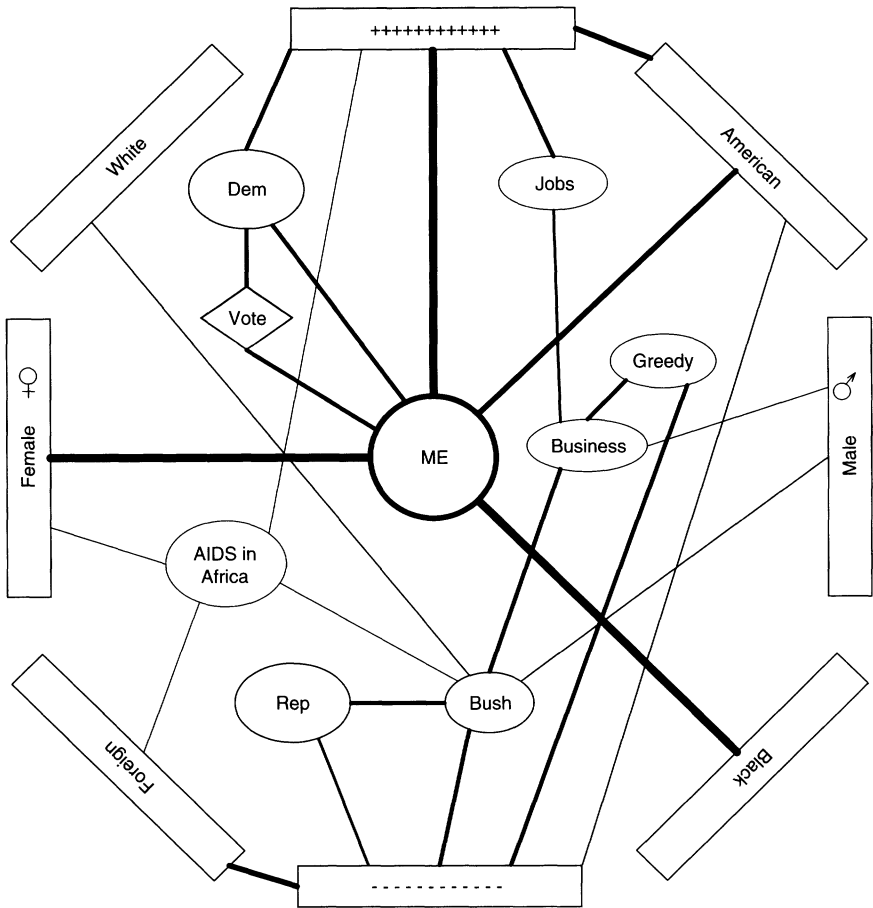 ++++++++++++
White
American
Dem
Jobs
Vote
Greedy
Female ♀
♂
Male
Business
ME
AIDS in
Africa
Rep
Bush
Foreign
Black
- - - - - - - - - - - -